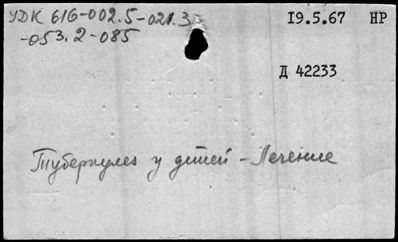 УДК 616-002.5-021.3
-053.2-085
19.5.67 НР
Д 42233
Туберкулез у детей - Лечение